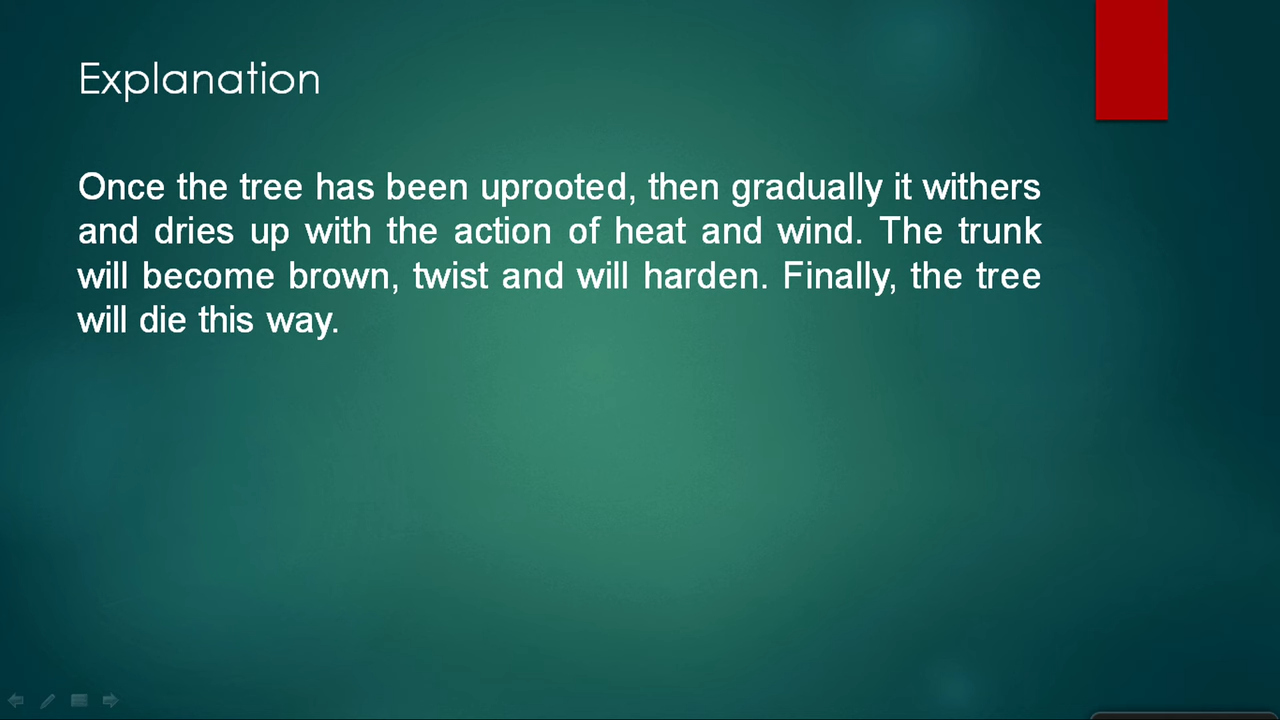 Explanation
Once the tree has been uprooted, then gradually it withers
and dries up with the action of heat and wind. The trunk
will become brown, twist and will harden. Finally, the tree
will die this way.